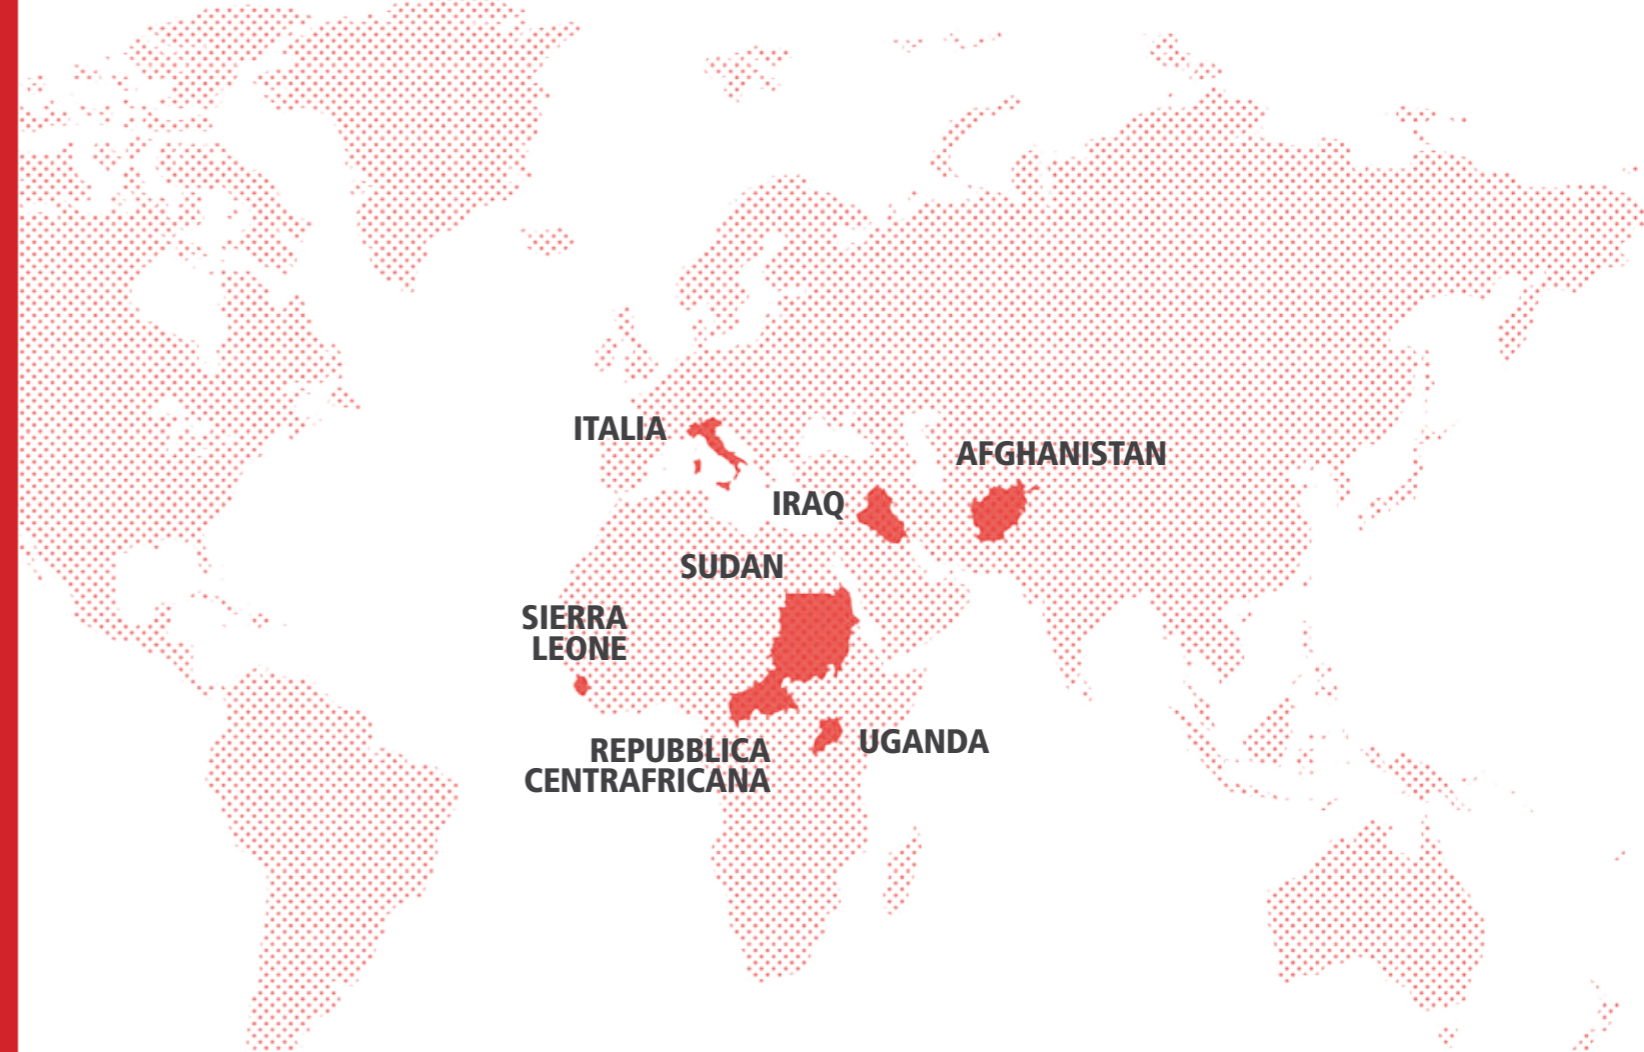 ITALIA
AFGHANISTAN
IRAQ
SUDAN
SIERRA
LEONE
UGANDA
REPUBBLICA
CENTRAFRICANA